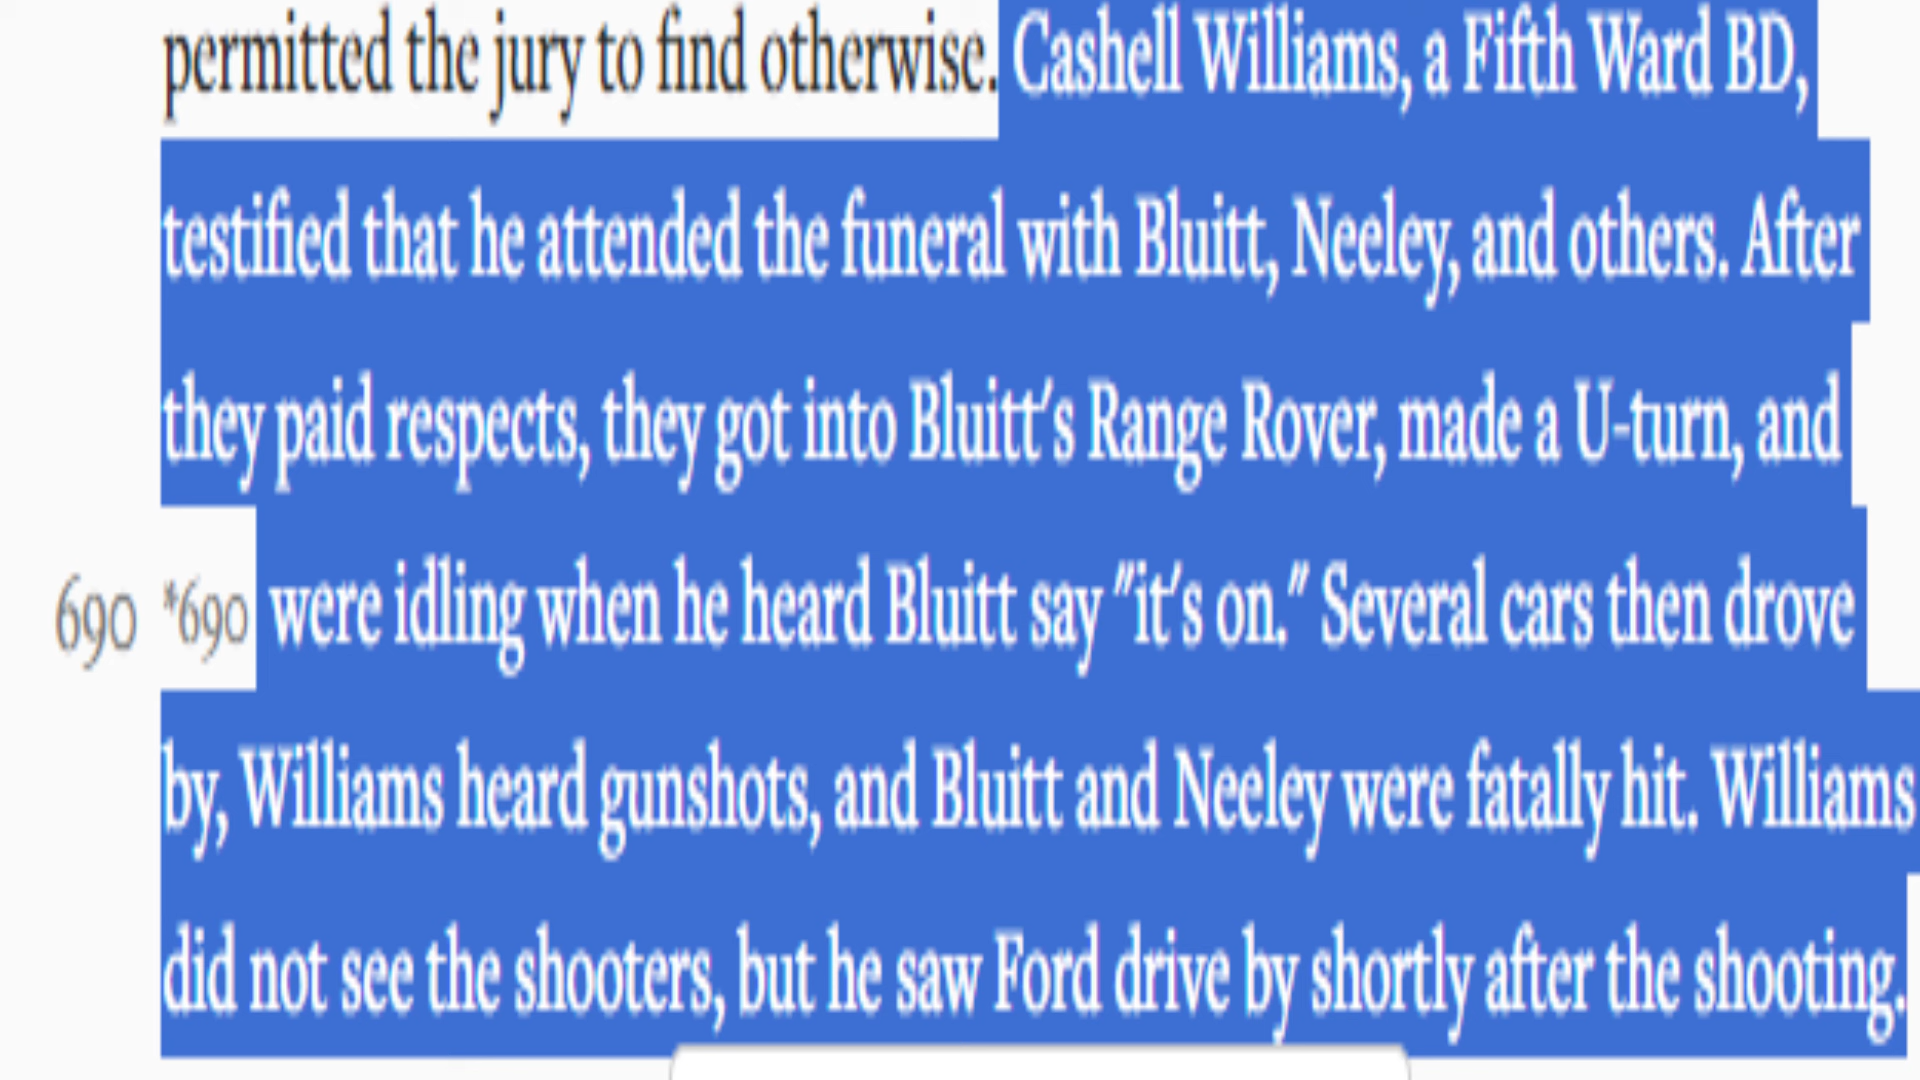 permitted the jury to find otherwise. Cashell Williams, a Fifth Ward BD,
testified that he attended the funeral with Bluitt, Neeley, and others. After
they paid respects, they got into Bluitt's Range Rover, made a U-turn, and
690 *690 were idling when he heard Bluitt say "it's on." Several cars then drove
by, Williams heard gunshots, and Bluitt and Neeley were fatally hit. Williams
did not see the shooters, but he saw Ford drive by shortly after the shooting.